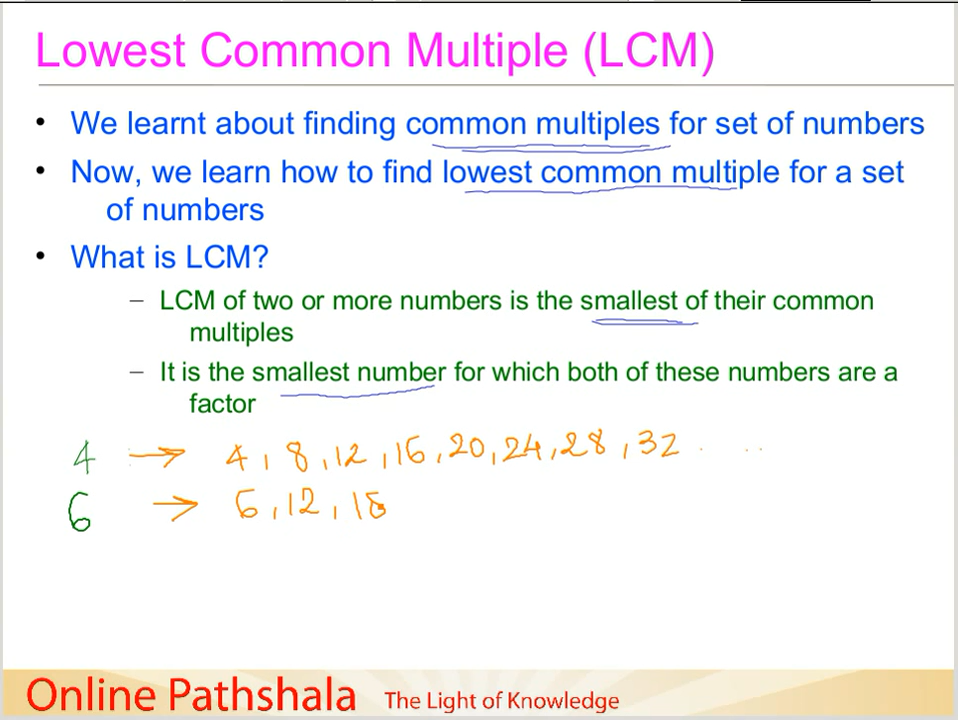 Lowest Common Multiple (LCM)
• We learnt about finding common multiples for set of numbers
• Now, we learn how to find lowest common multiple for a set
of numbers
• What is LCM?
– LCM of two or more numbers is the smallest of their common
multiples
– It is the smallest number for which both of these numbers are a
factor
4 → 4, 8, 12, 16, 20, 24, 28, 32 . . . .
6 → 6, 12, 18
Online Pathshala The Light of Knowledge